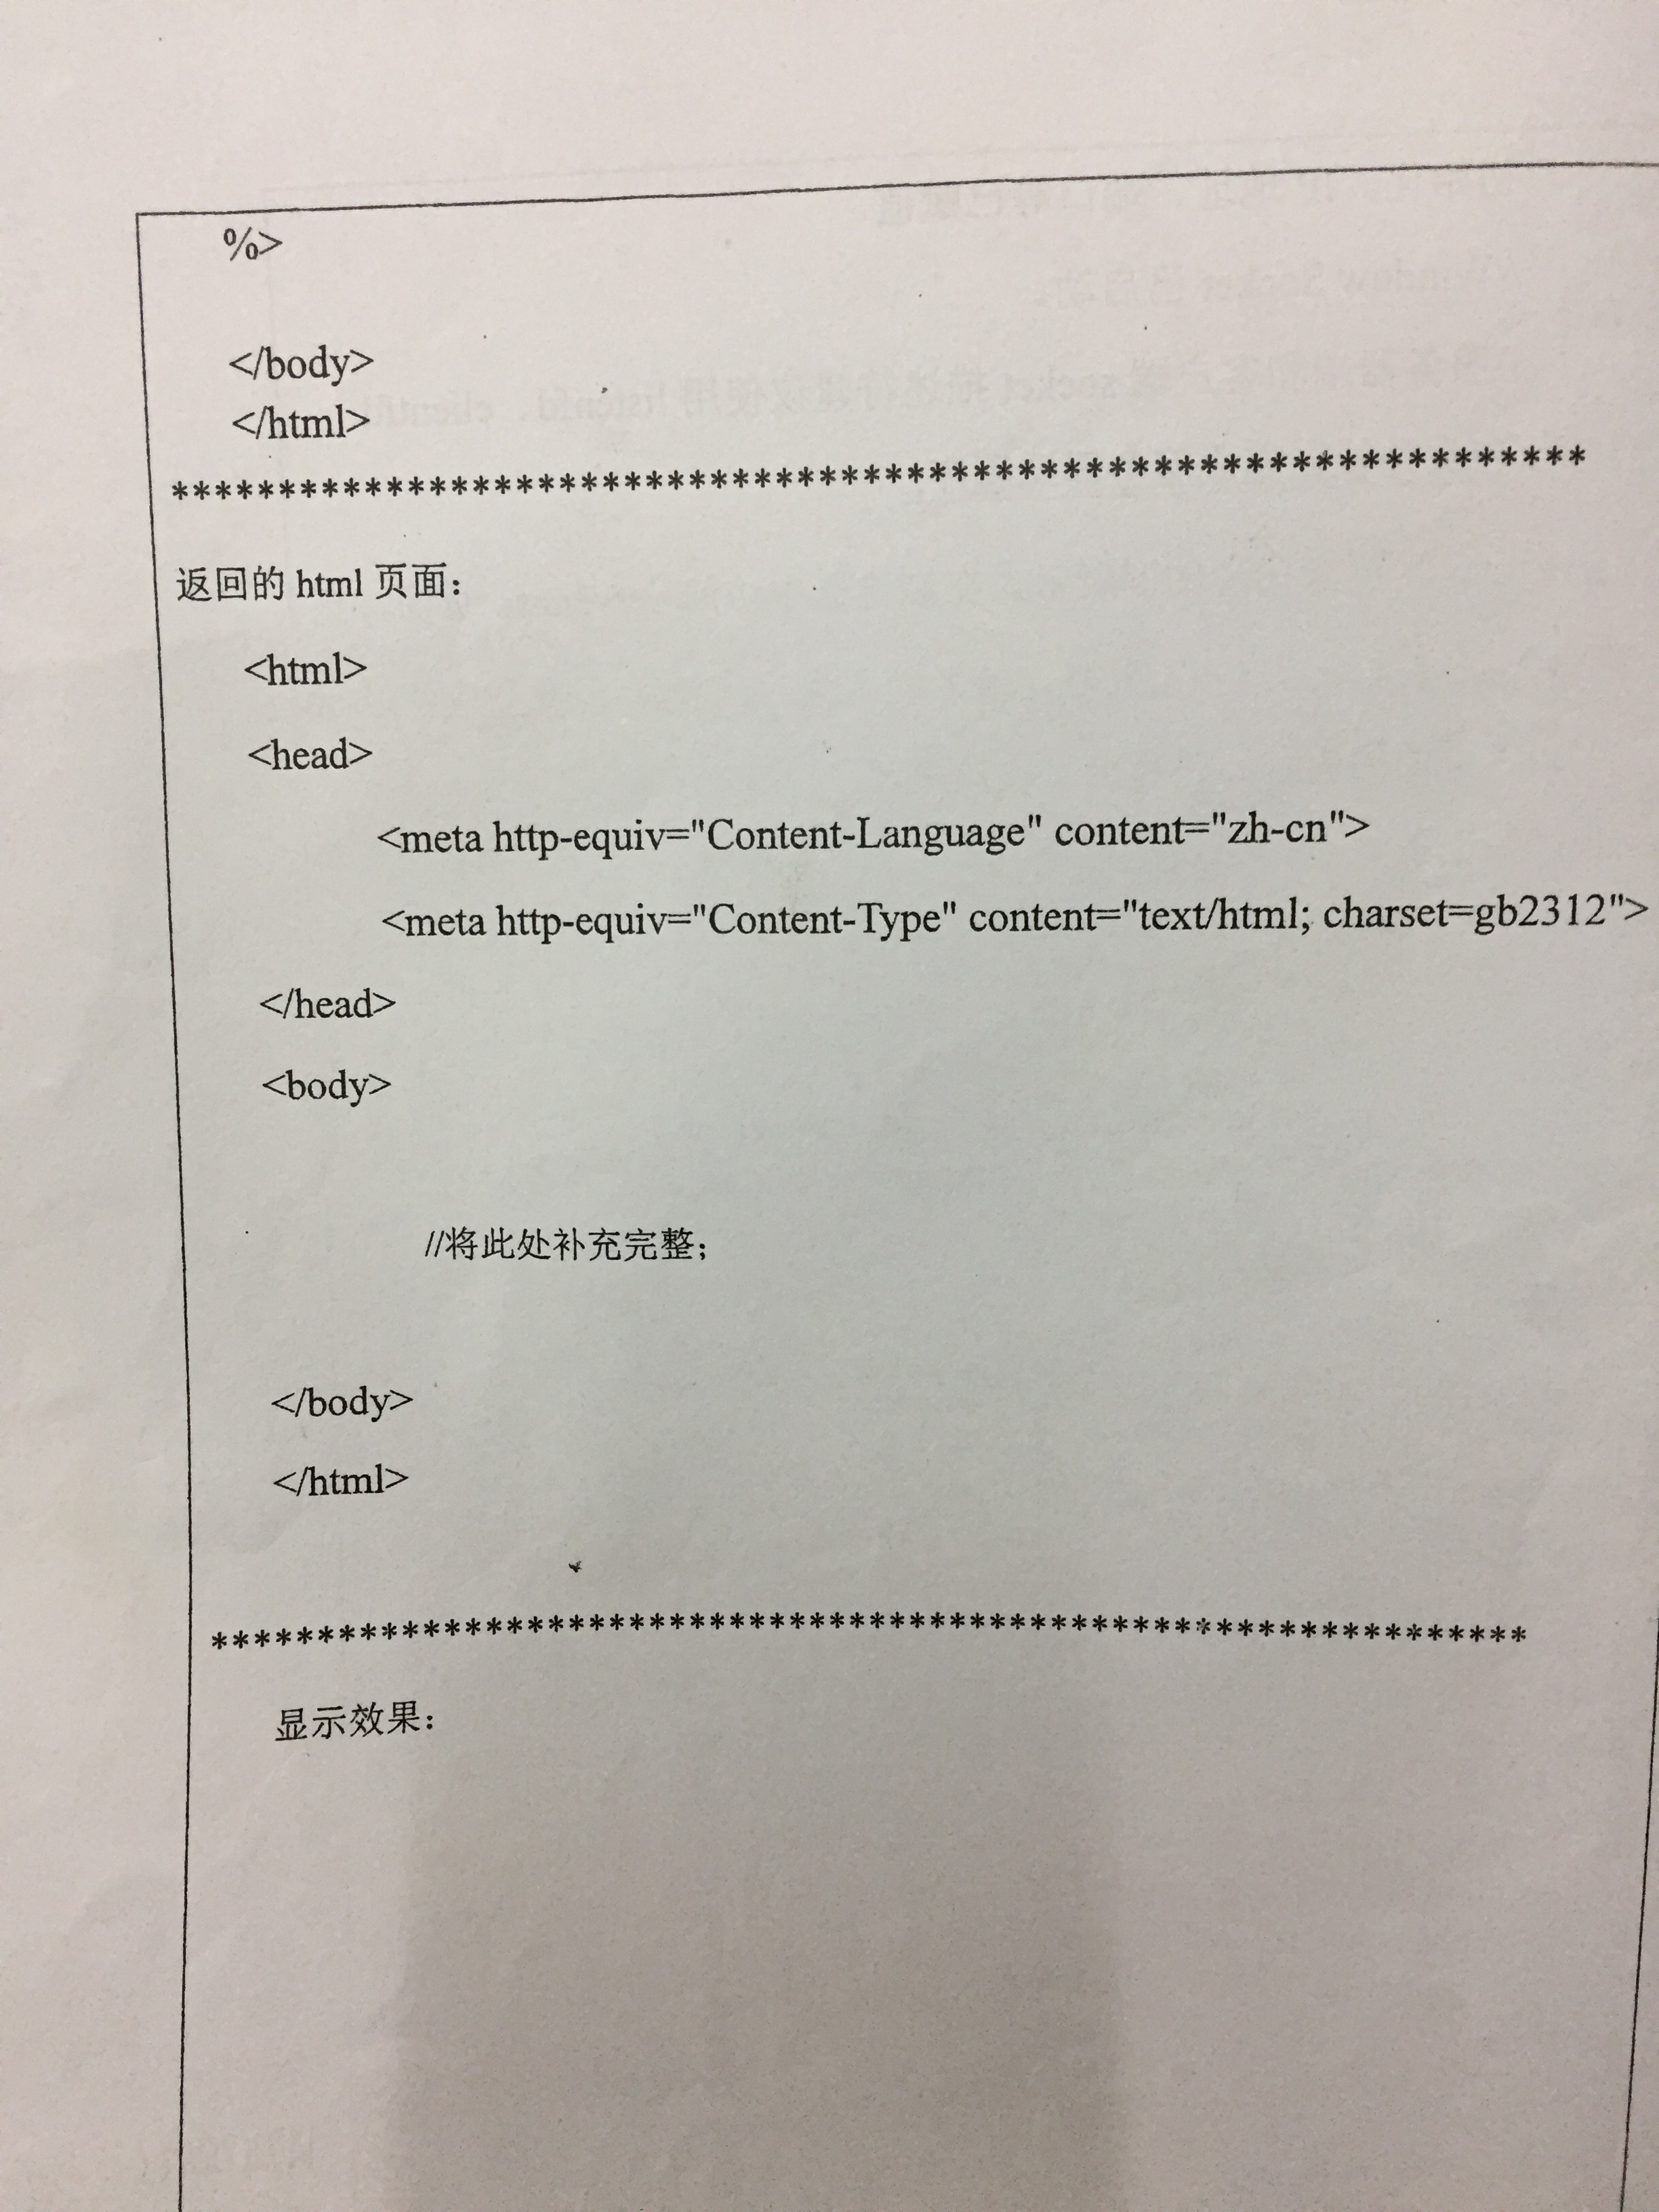 %>
</body>
</html>
*****************************************************************
返回的 html 页面：
<html>
<head>
<meta http-equiv="Content-Language" content="zh-cn">
<meta http-equiv="Content-Type" content="text/html; charset=gb2312">
</head>
<body>
//将此处补充完整；
</body>
</html>
****************************************************************
显示效果：